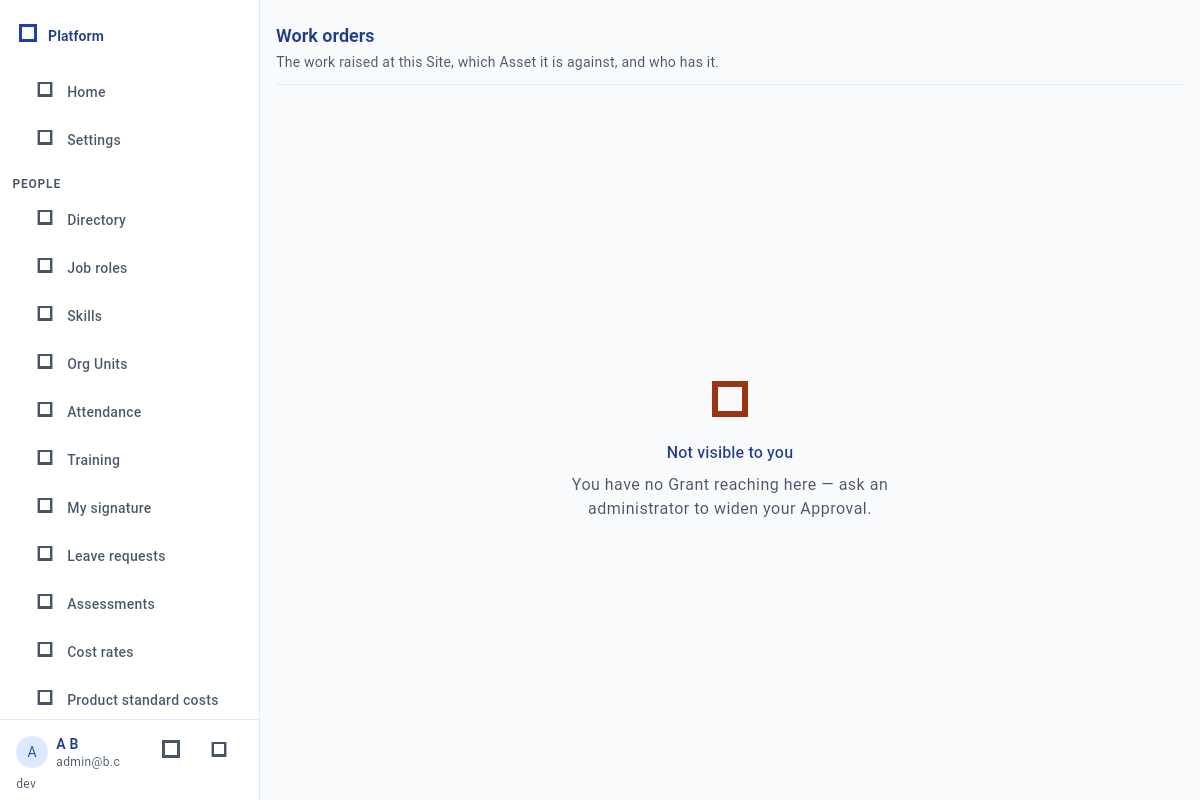 Platform
Home
Settings
PEOPLE
Directory
Job roles
Skills
Org Units
Attendance
Training
My signature
Leave requests
Assessments
Cost rates
Product standard costs
A
A B
admin@b.c
dev
Work orders
The work raised at this Site, which Asset it is against, and who has it.
Not visible to you
You have no Grant reaching here — ask an
administrator to widen your Approval.